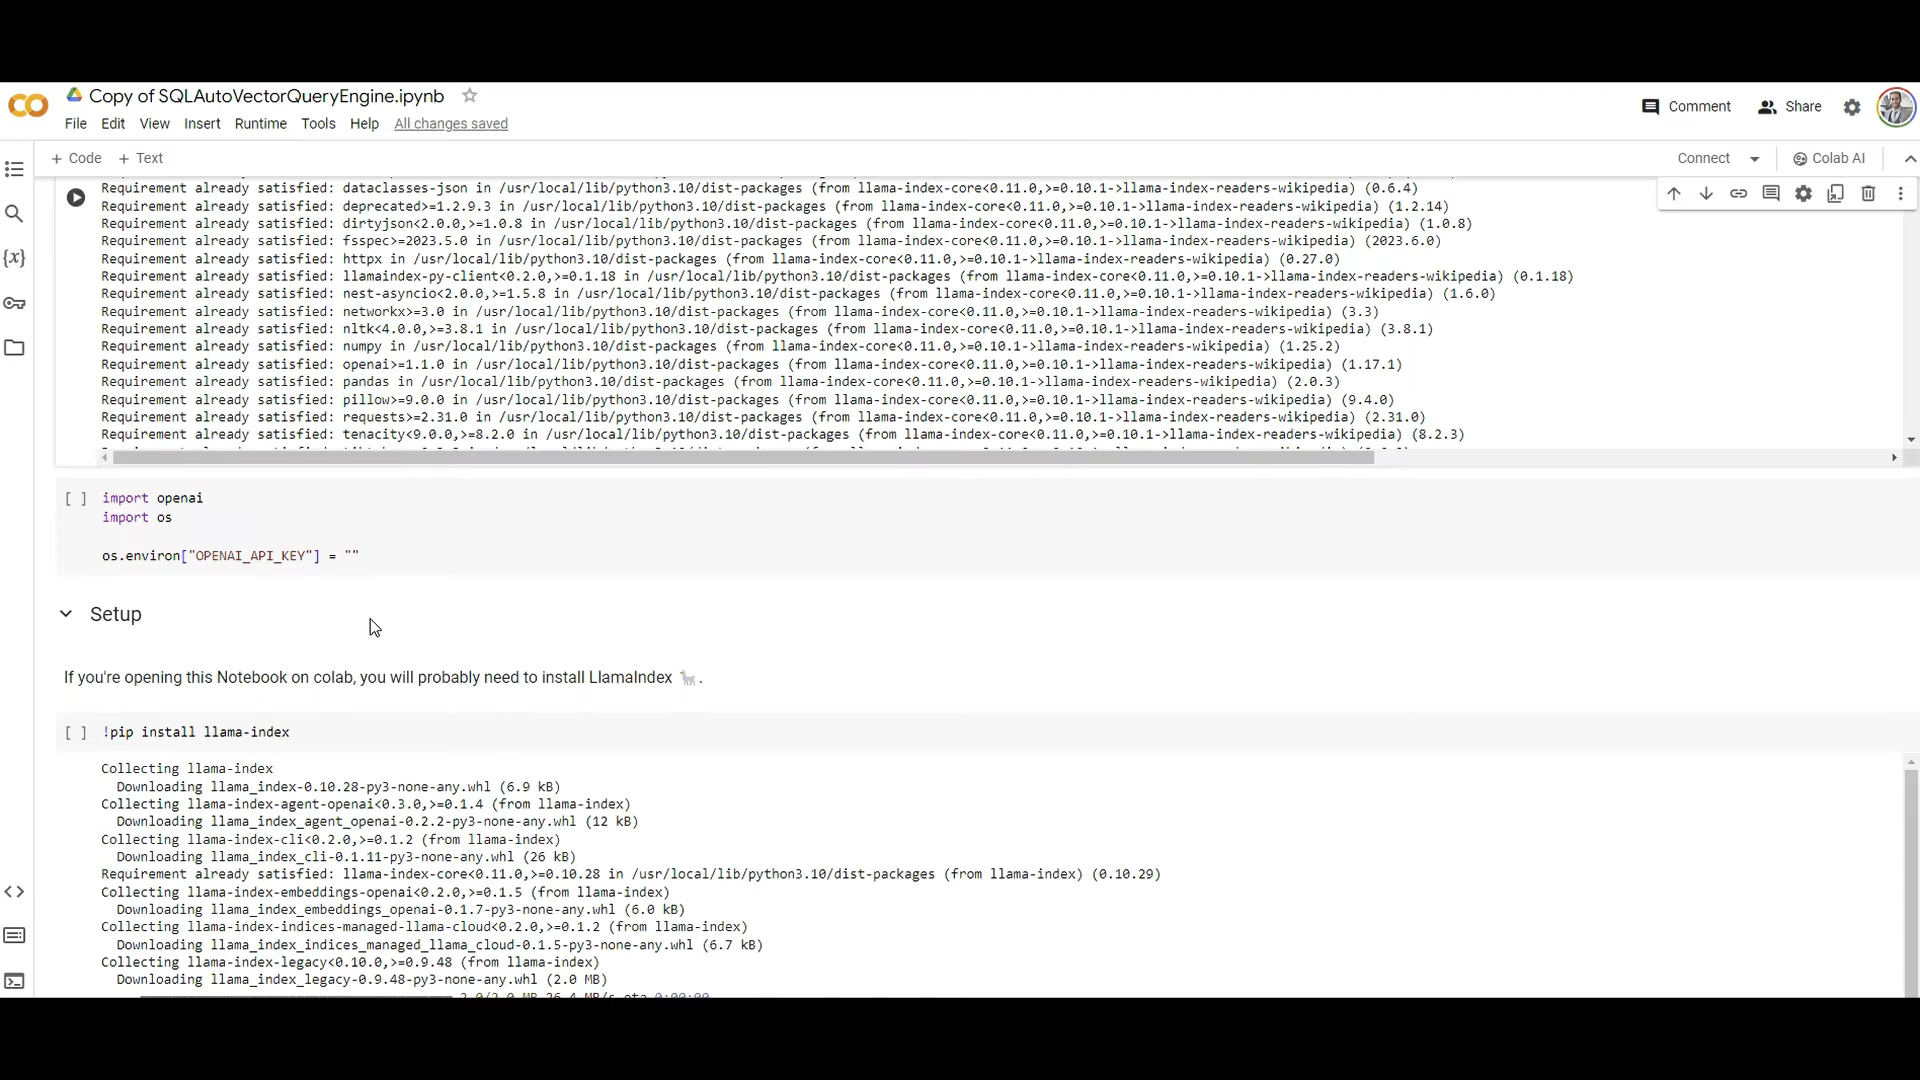 Copy of SQLAutoVectorQueryEngine.ipynb
Comment
Share
File Edit View Insert Runtime Tools Help All changes saved
+ Code + Text
Connect
Colab AI
Requirement already satisfied: dataclasses-json in /usr/local/lib/python3.10/dist-packages (from llama-index-core<0.11.0,>=0.10.1->llama-index-readers-wikipedia) (0.6.4)
Requirement already satisfied: deprecated>=1.2.9.3 in /usr/local/lib/python3.10/dist-packages (from llama-index-core<0.11.0,>=0.10.1->llama-index-readers-wikipedia) (1.2.14)
Requirement already satisfied: dirtyjson<2.0.0,>=1.0.8 in /usr/local/lib/python3.10/dist-packages (from llama-index-core<0.11.0,>=0.10.1->llama-index-readers-wikipedia) (1.0.8)
Requirement already satisfied: fsspec>=2023.5.0 in /usr/local/lib/python3.10/dist-packages (from llama-index-core<0.11.0,>=0.10.1->llama-index-readers-wikipedia) (2023.6.0)
Requirement already satisfied: httpx in /usr/local/lib/python3.10/dist-packages (from llama-index-core<0.11.0,>=0.10.1->llama-index-readers-wikipedia) (0.27.0)
Requirement already satisfied: llamaindex-py-client<0.2.0,>=0.1.18 in /usr/local/lib/python3.10/dist-packages (from llama-index-core<0.11.0,>=0.10.1->llama-index-readers-wikipedia) (0.1.18)
Requirement already satisfied: nest-asyncio<2.0.0,>=1.5.8 in /usr/local/lib/python3.10/dist-packages (from llama-index-core<0.11.0,>=0.10.1->llama-index-readers-wikipedia) (1.6.0)
Requirement already satisfied: networkx>=3.0 in /usr/local/lib/python3.10/dist-packages (from llama-index-core<0.11.0,>=0.10.1->llama-index-readers-wikipedia) (3.3)
Requirement already satisfied: nltk<4.0.0,>=3.8.1 in /usr/local/lib/python3.10/dist-packages (from llama-index-core<0.11.0,>=0.10.1->llama-index-readers-wikipedia) (3.8.1)
Requirement already satisfied: numpy in /usr/local/lib/python3.10/dist-packages (from llama-index-core<0.11.0,>=0.10.1->llama-index-readers-wikipedia) (1.25.2)
Requirement already satisfied: openai>=1.1.0 in /usr/local/lib/python3.10/dist-packages (from llama-index-core<0.11.0,>=0.10.1->llama-index-readers-wikipedia) (1.17.1)
Requirement already satisfied: pandas in /usr/local/lib/python3.10/dist-packages (from llama-index-core<0.11.0,>=0.10.1->llama-index-readers-wikipedia) (2.0.3)
Requirement already satisfied: pillow>=9.0.0 in /usr/local/lib/python3.10/dist-packages (from llama-index-core<0.11.0,>=0.10.1->llama-index-readers-wikipedia) (9.4.0)
Requirement already satisfied: requests>=2.31.0 in /usr/local/lib/python3.10/dist-packages (from llama-index-core<0.11.0,>=0.10.1->llama-index-readers-wikipedia) (2.31.0)
Requirement already satisfied: tenacity<9.0.0,>=8.2.0 in /usr/local/lib/python3.10/dist-packages (from llama-index-core<0.11.0,>=0.10.1->llama-index-readers-wikipedia) (8.2.3)
[ ] import openai
import os
os.environ["OPENAI_API_KEY"] = ""
Setup
If you're opening this Notebook on colab, you will probably need to install LlamaIndex 🦙.
[ ] !pip install llama-index
Collecting llama-index
Downloading llama_index-0.10.28-py3-none-any.whl (6.9 kB)
Collecting llama-index-agent-openai<0.3.0,>=0.1.4 (from llama-index)
Downloading llama_index_agent_openai-0.2.2-py3-none-any.whl (12 kB)
Collecting llama-index-cli<0.2.0,>=0.1.2 (from llama-index)
Downloading llama_index_cli-0.1.11-py3-none-any.whl (26 kB)
Requirement already satisfied: llama-index-core<0.11.0,>=0.10.28 in /usr/local/lib/python3.10/dist-packages (from llama-index) (0.10.29)
Collecting llama-index-embeddings-openai<0.2.0,>=0.1.5 (from llama-index)
Downloading llama_index_embeddings_openai-0.1.7-py3-none-any.whl (6.0 kB)
Collecting llama-index-indices-managed-llama-cloud<0.2.0,>=0.1.2 (from llama-index)
Downloading llama_index_indices_managed_llama_cloud-0.1.5-py3-none-any.whl (6.7 kB)
Collecting llama-index-legacy<0.10.0,>=0.9.48 (from llama-index)
Downloading llama_index_legacy-0.9.48-py3-none-any.whl (2.0 MB)
2.0/2.0 MB 26.4 MB/s eta 0:00:00